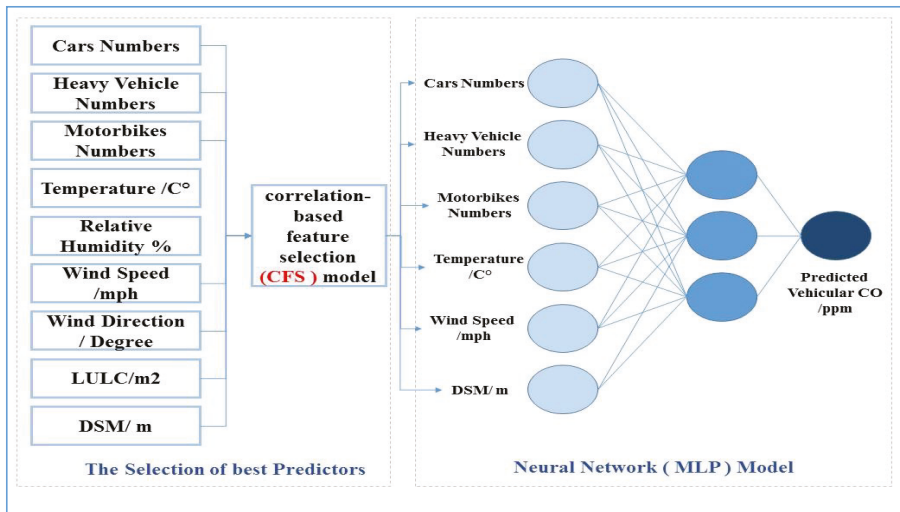 Cars Numbers
Heavy Vehicle
Numbers
Motorbikes
Numbers
Temperature /C°
Relative
Humidity %
Wind Speed
/mph
Wind Direction
/ Degree
LULC/m2
DSM/ m
The Selection of best Predictors
correlation-
based
feature
selection
(CFS ) model
Cars Numbers
Heavy Vehicle
Numbers
Motorbikes
Numbers
Temperature
/C°
Wind Speed
/mph
DSM/ m
Predicted
Vehicular CO
/ppm
Neural Network ( MLP ) Model